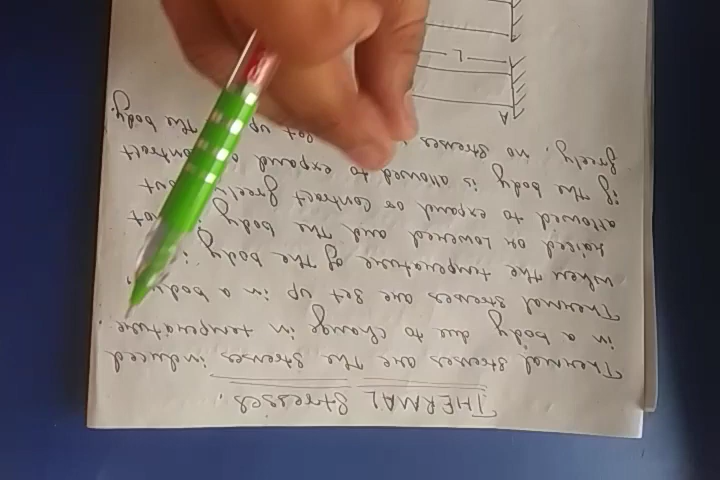 THERMAL Stresses:
Thermal stresses are the stresses induced
in a body due to change in temperature.
Thermal stresses are set up in a body,
when the temperature of the body is
raised or lowered and the body is not
allowed to expand or contract freely but
if the body is allowed to expand or contract
freely, no stresses set up the body.
A
L